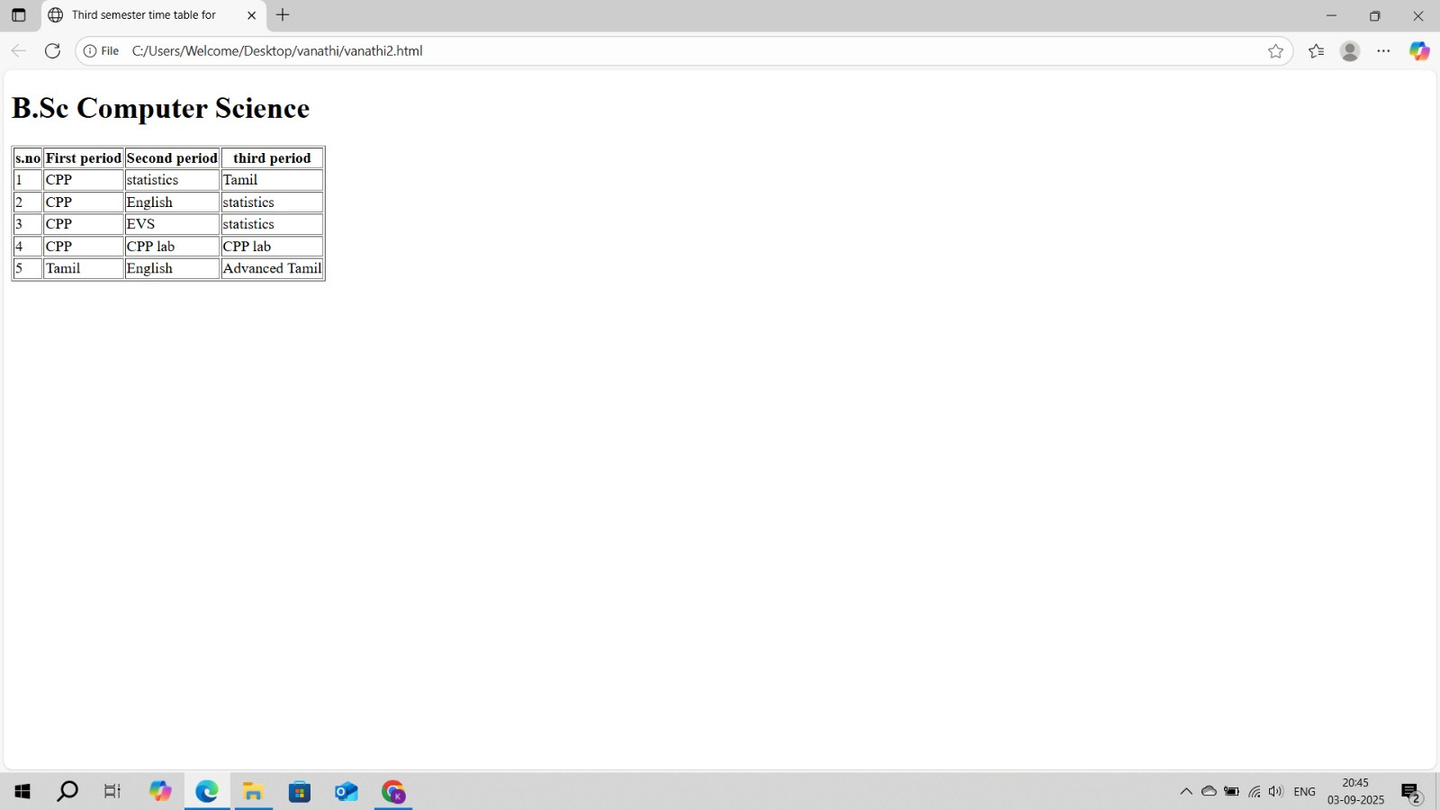 Third semester time table for
File C:/Users/Welcome/Desktop/vanathi/vanathi2.html
B.Sc Computer Science
s.no First period Second period third period
1 CPP statistics Tamil
2 CPP English statistics
3 CPP EVS statistics
4 CPP CPP lab CPP lab
5 Tamil English Advanced Tamil
K
ENG
20:45
03-09-2025
2